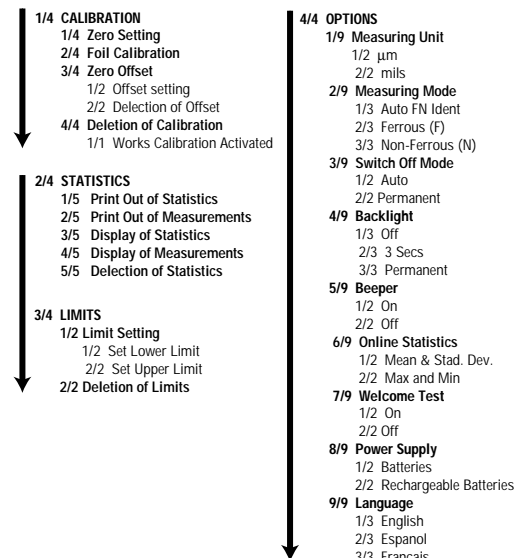 1/4 CALIBRATION
1/4 Zero Setting
2/4 Foil Calibration
3/4 Zero Offset
1/2 Offset setting
2/2 Delection of Offset
4/4 Deletion of Calibration
1/1 Works Calibration Activated
2/4 STATISTICS
1/5 Print Out of Statistics
2/5 Print Out of Measurements
3/5 Display of Statistics
4/5 Display of Measurements
5/5 Delection of Statistics
3/4 LIMITS
1/2 Limit Setting
1/2 Set Lower Limit
2/2 Set Upper Limit
2/2 Deletion of Limits
4/4 OPTIONS
1/9 Measuring Unit
1/2 µm
2/2 mils
2/9 Measuring Mode
1/3 Auto FN Ident
2/3 Ferrous (F)
3/3 Non-Ferrous (N)
3/9 Switch Off Mode
1/2 Auto
2/2 Permanent
4/9 Backlight
1/3 Off
2/3 3 Secs
3/3 Permanent
5/9 Beeper
1/2 On
2/2 Off
6/9 Online Statistics
1/2 Mean & Stad. Dev.
2/2 Max and Min
7/9 Welcome Test
1/2 On
2/2 Off
8/9 Power Supply
1/2 Batteries
2/2 Rechargeable Batteries
9/9 Language
1/3 English
2/3 Espanol
3/3 Francais